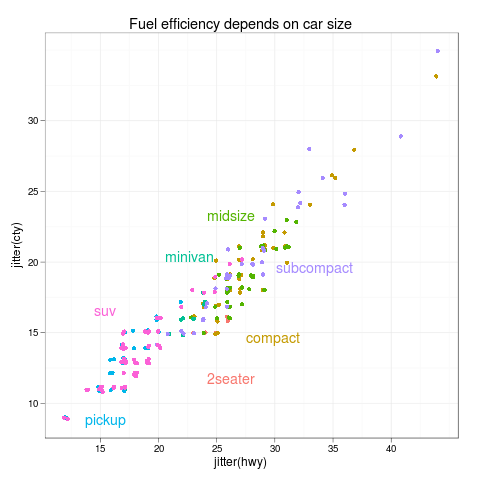 Fuel efficiency depends on car size
jitter(cty)
30
25
20
15
10
midsize
minivan
subcompact
suv
compact
2seater
pickup
15 20 25 30 35 40
jitter(hwy)